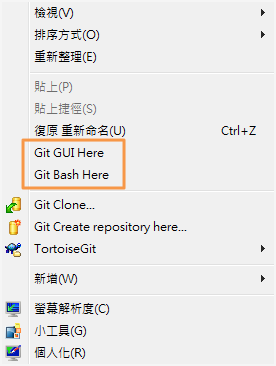 檢視(V)
排序方式(O)
重新整理(E)
貼上(P)
貼上捷徑(S)
復原 重新命名(U) Ctrl+Z
Git GUI Here
Git Bash Here
Git Clone...
Git Create repository here...
TortoiseGit
新增(W)
螢幕解析度(C)
小工具(G)
個人化(R)